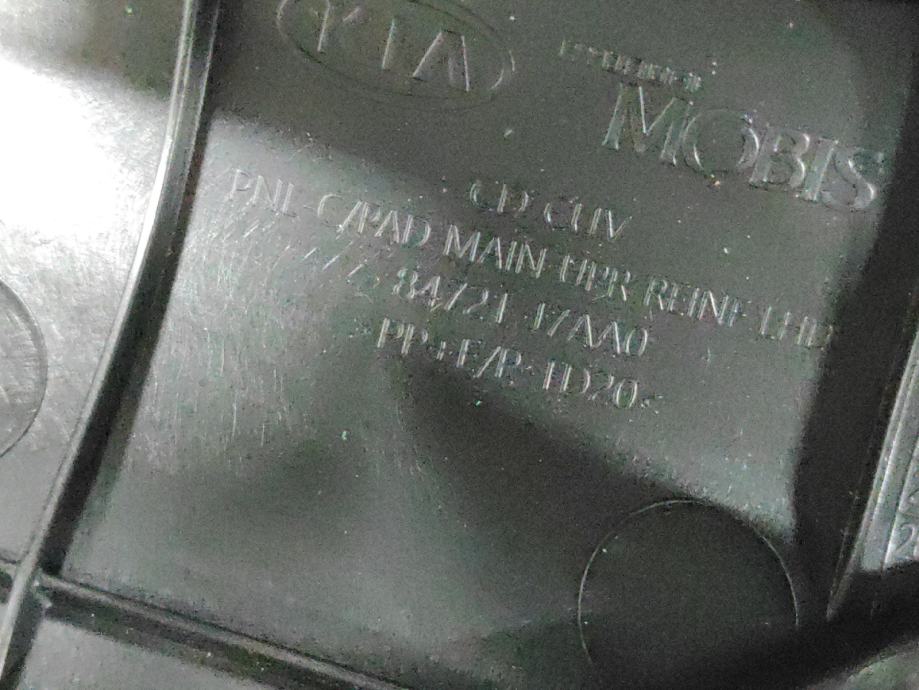 KIA
MOBIS
CD CUV
PNL-C/PAD MAIN UPR REINF LHD
84721 J7AA0
>PP+E/R-TD20<